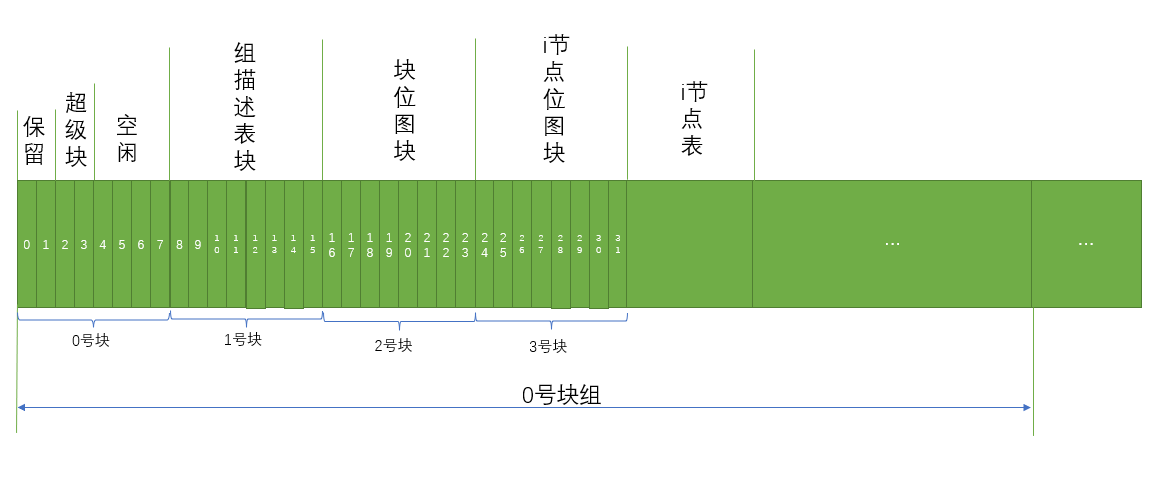 保留
超级块
空闲
组描述表块
块位图块
i节点位图块
i节点表
0 1 2 3 4 5 6 7 8 9 10 11 12 13 14 15 16 17 18 19 20 21 22 23 24 25 26 27 28 29 30 31 ... ...
0号块
1号块
2号块
3号块
0号块组